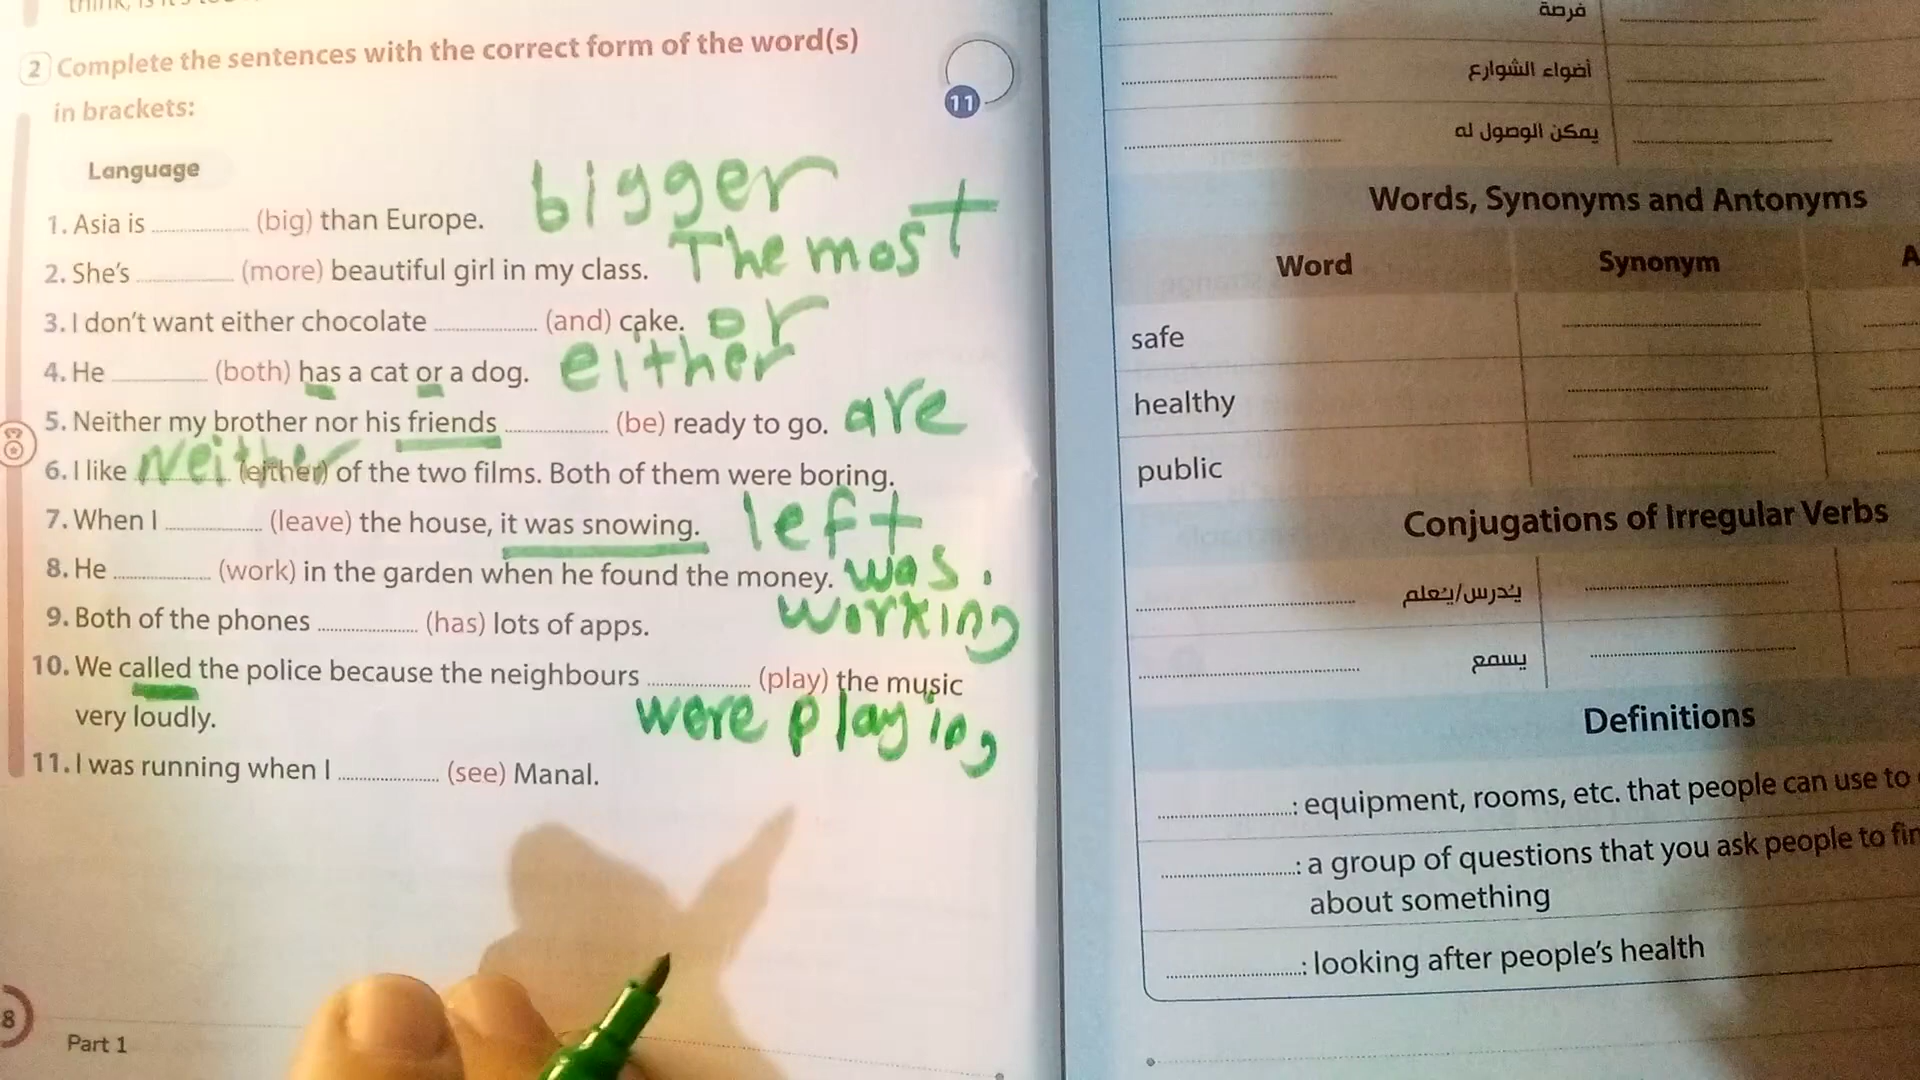 2 Complete the sentences with the correct form of the word(s)
in brackets:
11
Language
1. Asia is ............ (big) than Europe. bigger
2. She's ............ (more) beautiful girl in my class. The most
3. I don't want either chocolate ............ (and) cake. or
4. He ............ (both) has a cat or a dog. either
5. Neither my brother nor his friends ............ (be) ready to go. are
6. I like ............ (either) of the two films. Both of them were boring. Neither
7. When I ............ (leave) the house, it was snowing. left
8. He ............ (work) in the garden when he found the money. was
working
9. Both of the phones ............ (has) lots of apps.
10. We called the police because the neighbours ............ (play) the music
very loudly. were playing
11. I was running when I ............ (see) Manal.
8
Part 1
فرصة
أضواء الشوارع
يمكن الوصول له
Words, Synonyms and Antonyms
Word Synonym A
safe
healthy
public
Conjugations of Irregular Verbs
يُدرس/يُعلم
يسمع
Definitions
............: equipment, rooms, etc. that people can use to
............: a group of questions that you ask people to fin
about something
............: looking after people's health